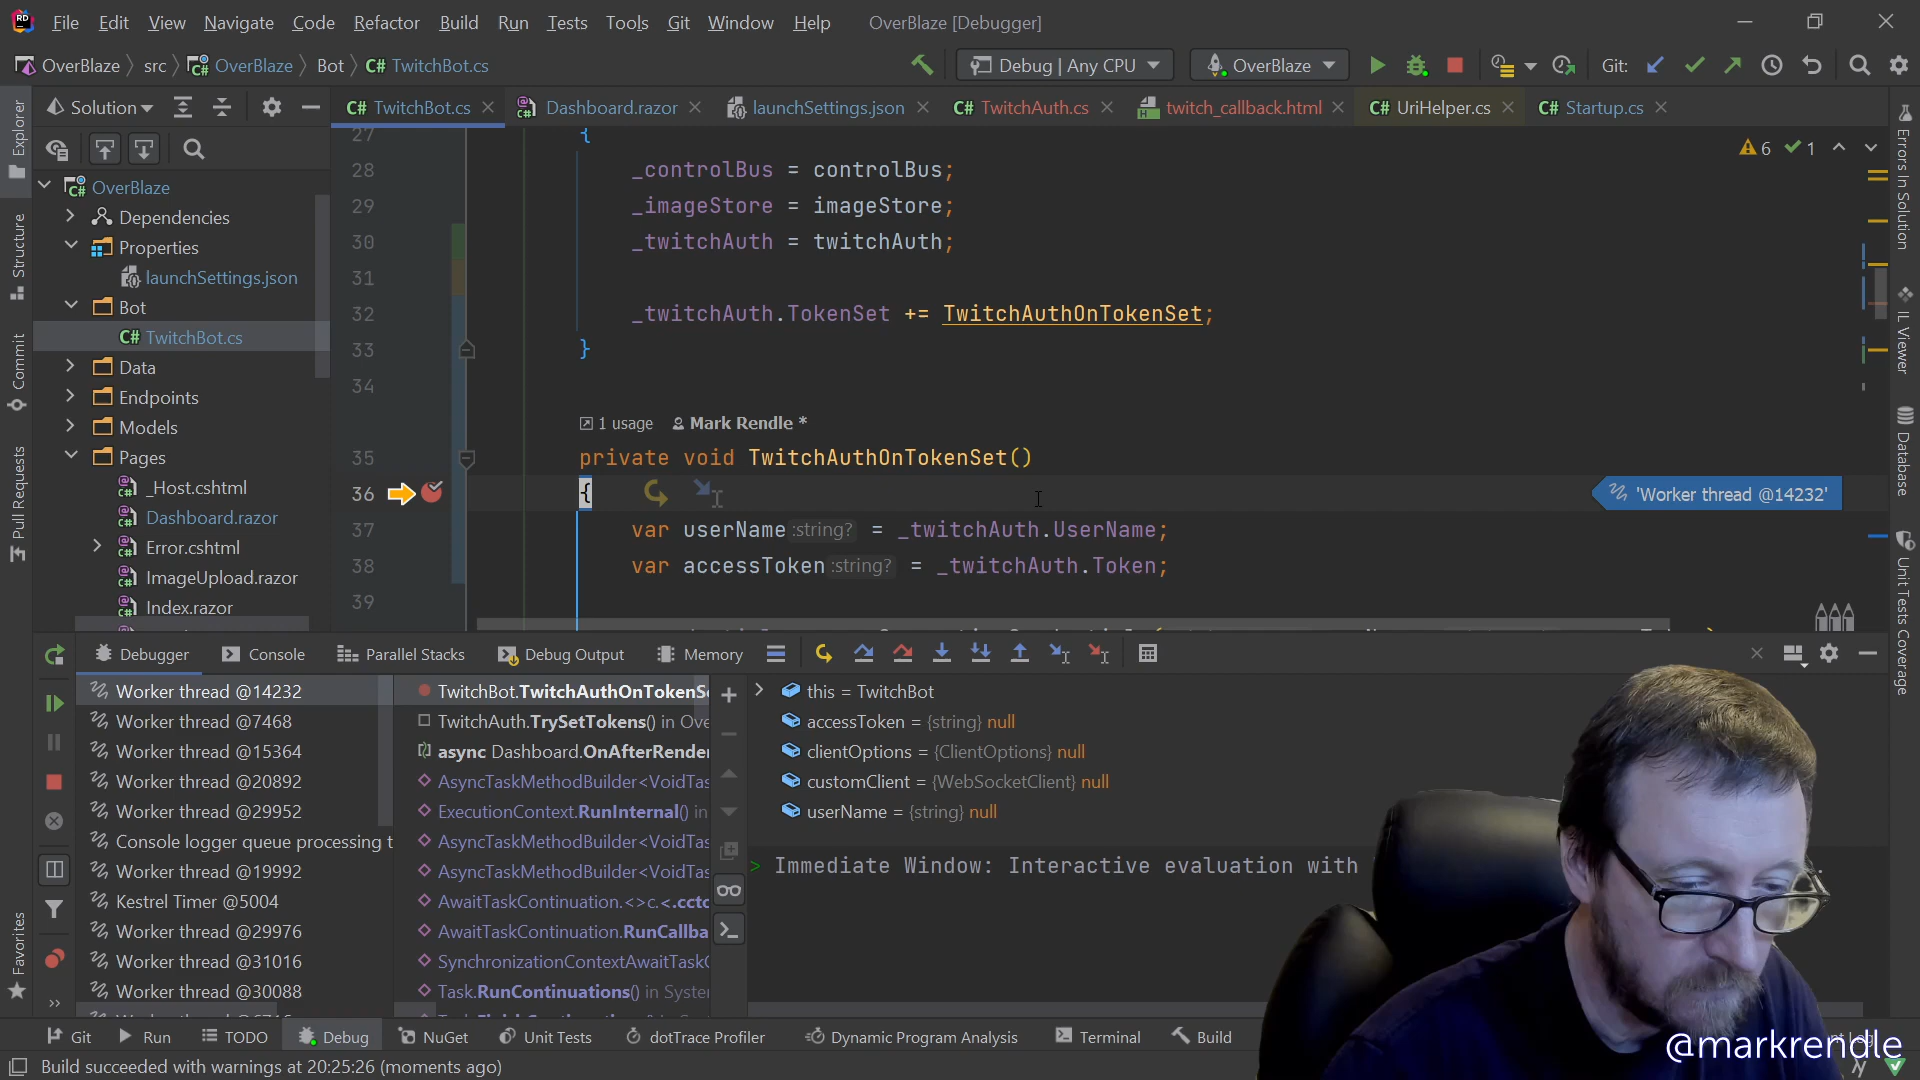 File Edit View Navigate Code Refactor Build Run Tests Tools Git Window Help OverBlaze [Debugger]
OverBlaze src OverBlaze Bot C# TwitchBot.cs Debug | Any CPU OverBlaze Git:
Solution C# TwitchBot.cs Dashboard.razor launchSettings.json C# TwitchAuth.cs twitch_callback.html C# UriHelper.cs C# Startup.cs
Explorer
Structure
Commit
Pull Requests
Favorites
OverBlaze
Dependencies
Properties
launchSettings.json
Bot
C# TwitchBot.cs
Data
Endpoints
Models
Pages
_Host.cshtml
Dashboard.razor
Error.cshtml
ImageUpload.razor
Index.razor
6 1
27 {
28 _controlBus = controlBus;
29 _imageStore = imageStore;
30 _twitchAuth = twitchAuth;
31
32 _twitchAuth.TokenSet += TwitchAuthOnTokenSet;
33 }
34
1 usage Mark Rendle *
35 private void TwitchAuthOnTokenSet()
36 { 'Worker thread @14232'
37 var userName :string? = _twitchAuth.UserName;
38 var accessToken :string? = _twitchAuth.Token;
39
Errors In Solution
IL Viewer
Database
Unit Tests Coverage
Debugger Console Parallel Stacks Debug Output Memory
Worker thread @14232
Worker thread @7468
Worker thread @15364
Worker thread @20892
Worker thread @29952
Console logger queue processing t
Worker thread @19992
Kestrel Timer @5004
Worker thread @29976
Worker thread @31016
Worker thread @30088
TwitchBot.TwitchAuthOnTokenS
TwitchAuth.TrySetTokens() in Ove
async Dashboard.OnAfterRender
AsyncTaskMethodBuilder<VoidTas
ExecutionContext.RunInternal() in
AsyncTaskMethodBuilder<VoidTas
AsyncTaskMethodBuilder<VoidTas
AwaitTaskContinuation.<>c.<.cctc
AwaitTaskContinuation.RunCallba
SynchronizationContextAwaitTaskC
Task.RunContinuations() in Syster
this = TwitchBot
accessToken = {string} null
clientOptions = {ClientOptions} null
customClient = {WebSocketClient} null
userName = {string} null
> Immediate Window: Interactive evaluation with
Git Run TODO Debug NuGet Unit Tests dotTrace Profiler Dynamic Program Analysis Terminal Build
@markrendle
Build succeeded with warnings at 20:25:26 (moments ago)